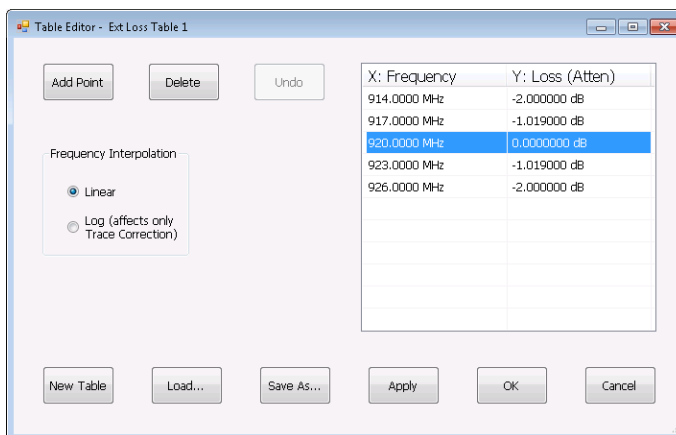 Table Editor - Ext Loss Table 1
Add Point
Delete
Undo
X: Frequency Y: Loss (Atten)
914.0000 MHz -2.000000 dB
917.0000 MHz -1.019000 dB
920.0000 MHz 0.0000000 dB
923.0000 MHz -1.019000 dB
926.0000 MHz -2.000000 dB
Frequency Interpolation
Linear
Log (affects only
Trace Correction)
New Table
Load...
Save As...
Apply
OK
Cancel